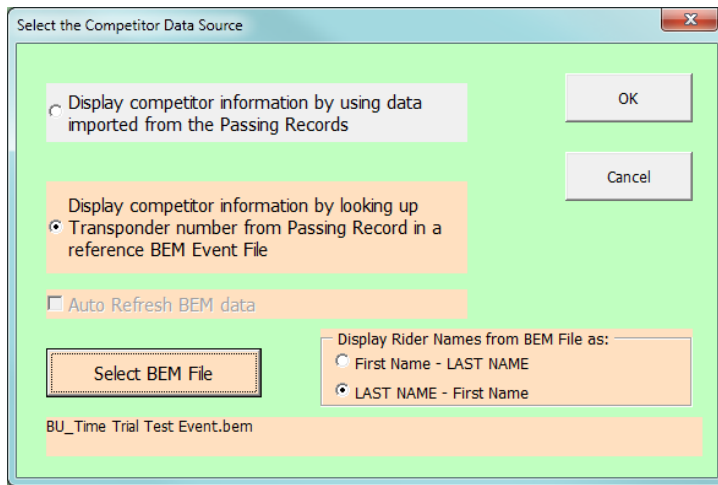 Select the Competitor Data Source
x
Display competitor information by using data
imported from the Passing Records
OK
Cancel
Display competitor information by looking up
Transponder number from Passing Record in a
reference BEM Event File
Auto Refresh BEM data
Display Rider Names from BEM File as:
First Name - LAST NAME
LAST NAME - First Name
Select BEM File
BU_Time Trial Test Event.bem